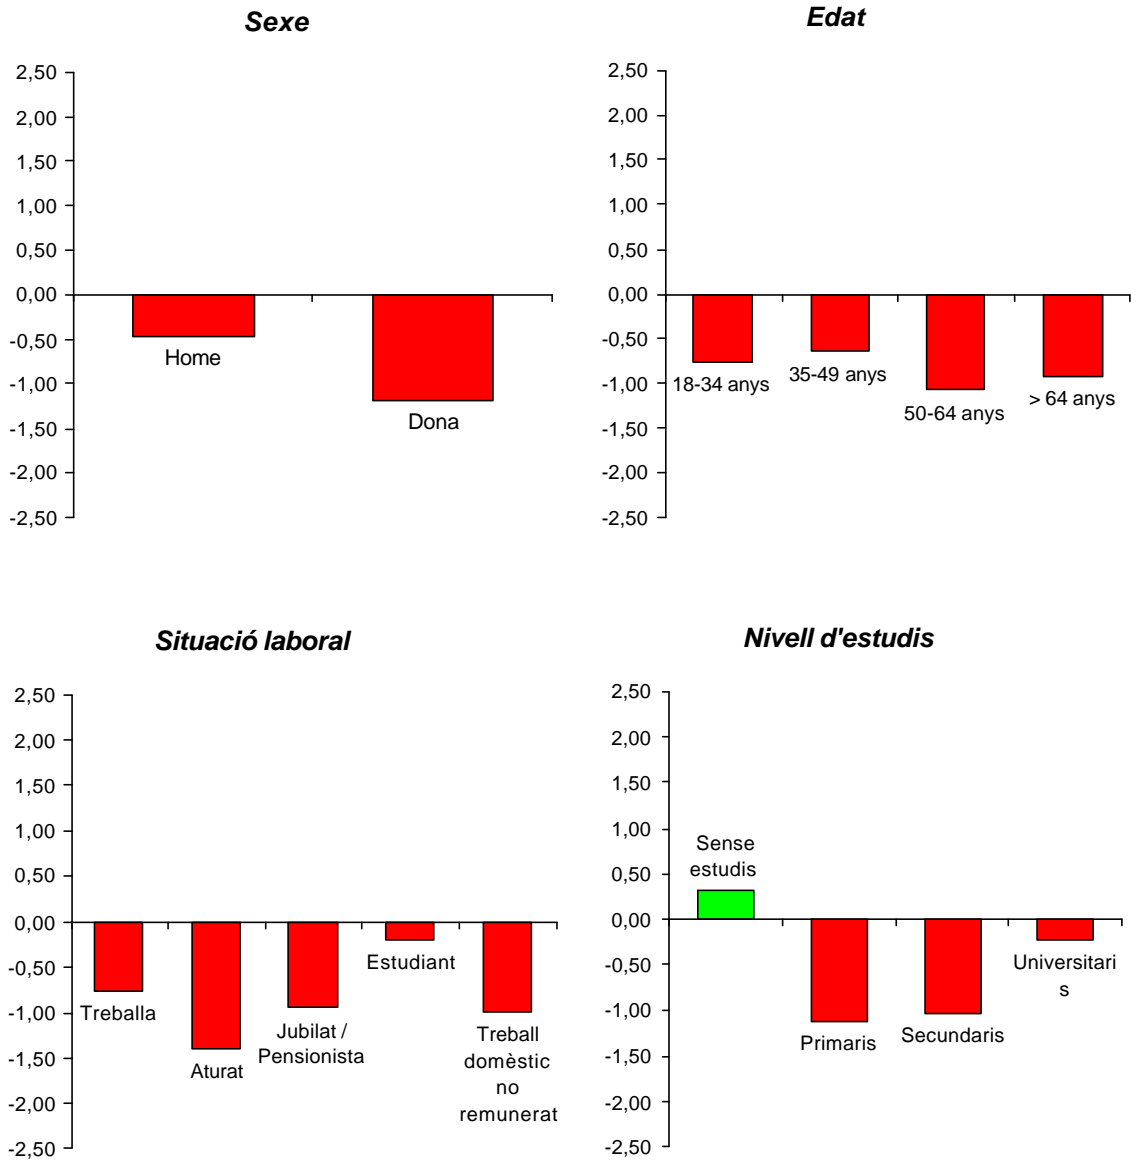 Sexe
2,50
2,00
1,50
1,00
0,50
0,00
-0,50
-1,00
-1,50
-2,00
-2,50
Home
Dona
Edat
2,50
2,00
1,50
1,00
0,50
0,00
-0,50
-1,00
-1,50
-2,00
-2,50
18-34 anys
35-49 anys
50-64 anys
> 64 anys
Situació laboral
2,50
2,00
1,50
1,00
0,50
0,00
-0,50
-1,00
-1,50
-2,00
-2,50
Treballa
Aturat
Jubilat /
Pensionista
Estudiant
Treball
domèstic
no
remunerat
Nivell d'estudis
2,50
2,00
1,50
1,00
0,50
0,00
-0,50
-1,00
-1,50
-2,00
-2,50
Sense
estudis
Primaris
Secundaris
Universitari
s